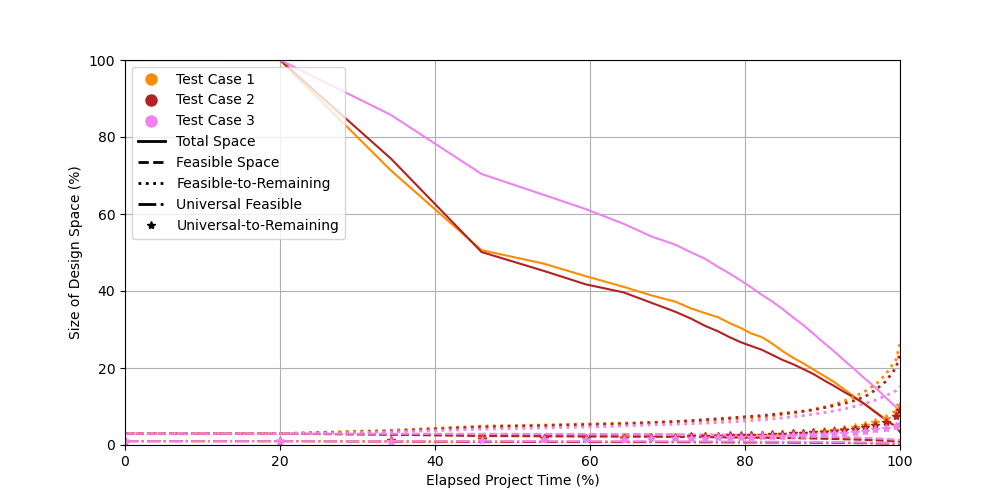 100
80
60
40
20
0
Size of Design Space (%)
Test Case 1
Test Case 2
Test Case 3
Total Space
Feasible Space
Feasible-to-Remaining
Universal Feasible
Universal-to-Remaining
0 20 40 60 80 100
Elapsed Project Time (%)